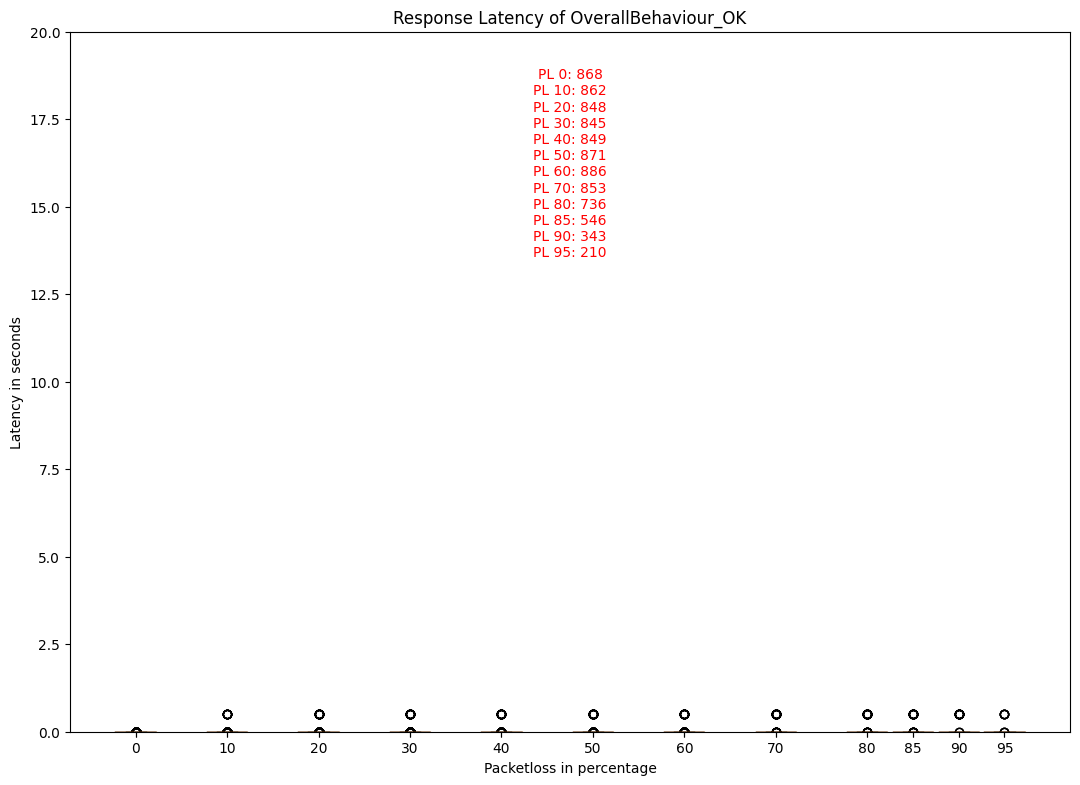 Response Latency of OverallBehaviour_OK
20.0
17.5
15.0
12.5
10.0
7.5
5.0
2.5
0.0
Latency in seconds
PL 0: 868
PL 10: 862
PL 20: 848
PL 30: 845
PL 40: 849
PL 50: 871
PL 60: 886
PL 70: 853
PL 80: 736
PL 85: 546
PL 90: 343
PL 95: 210
0 10 20 30 40 50 60 70 80 85 90 95
Packetloss in percentage